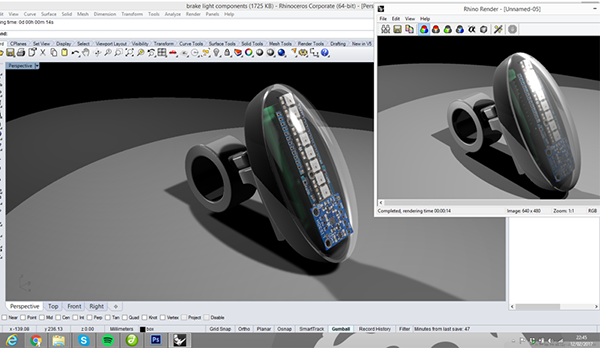 brake light components (1725 KB) - Rhinoceros Corporate (64-bit) - [Pers
View Curve Surface Solid Mesh Dimension Transform Tools Analyze Render Panels Help
ring time: 0d 00h 00m 14s
CPlanes Set View Display Select Viewport Layout Visibility Transform Curve Tools Surface Tools Solid Tools Mesh Tools Render Tools Drafting New in V5
Perspective
Rhino Render - [Unnamed-05]
File Edit View Help
Completed, rendering time 00:00:14 Image: 640 x 480 Zoom: 1:1 RGB
Perspective Top Front Right
Near Point Mid Cen Int Perp Tan Quad Knot Vertex Project Disable
x -139.08 y 236.13 z 0.00 Millimeters box Grid Snap Ortho Planar Osnap SmartTrack Gumball Record History Filter Minutes from last save: 47
22:45
12/02/2017